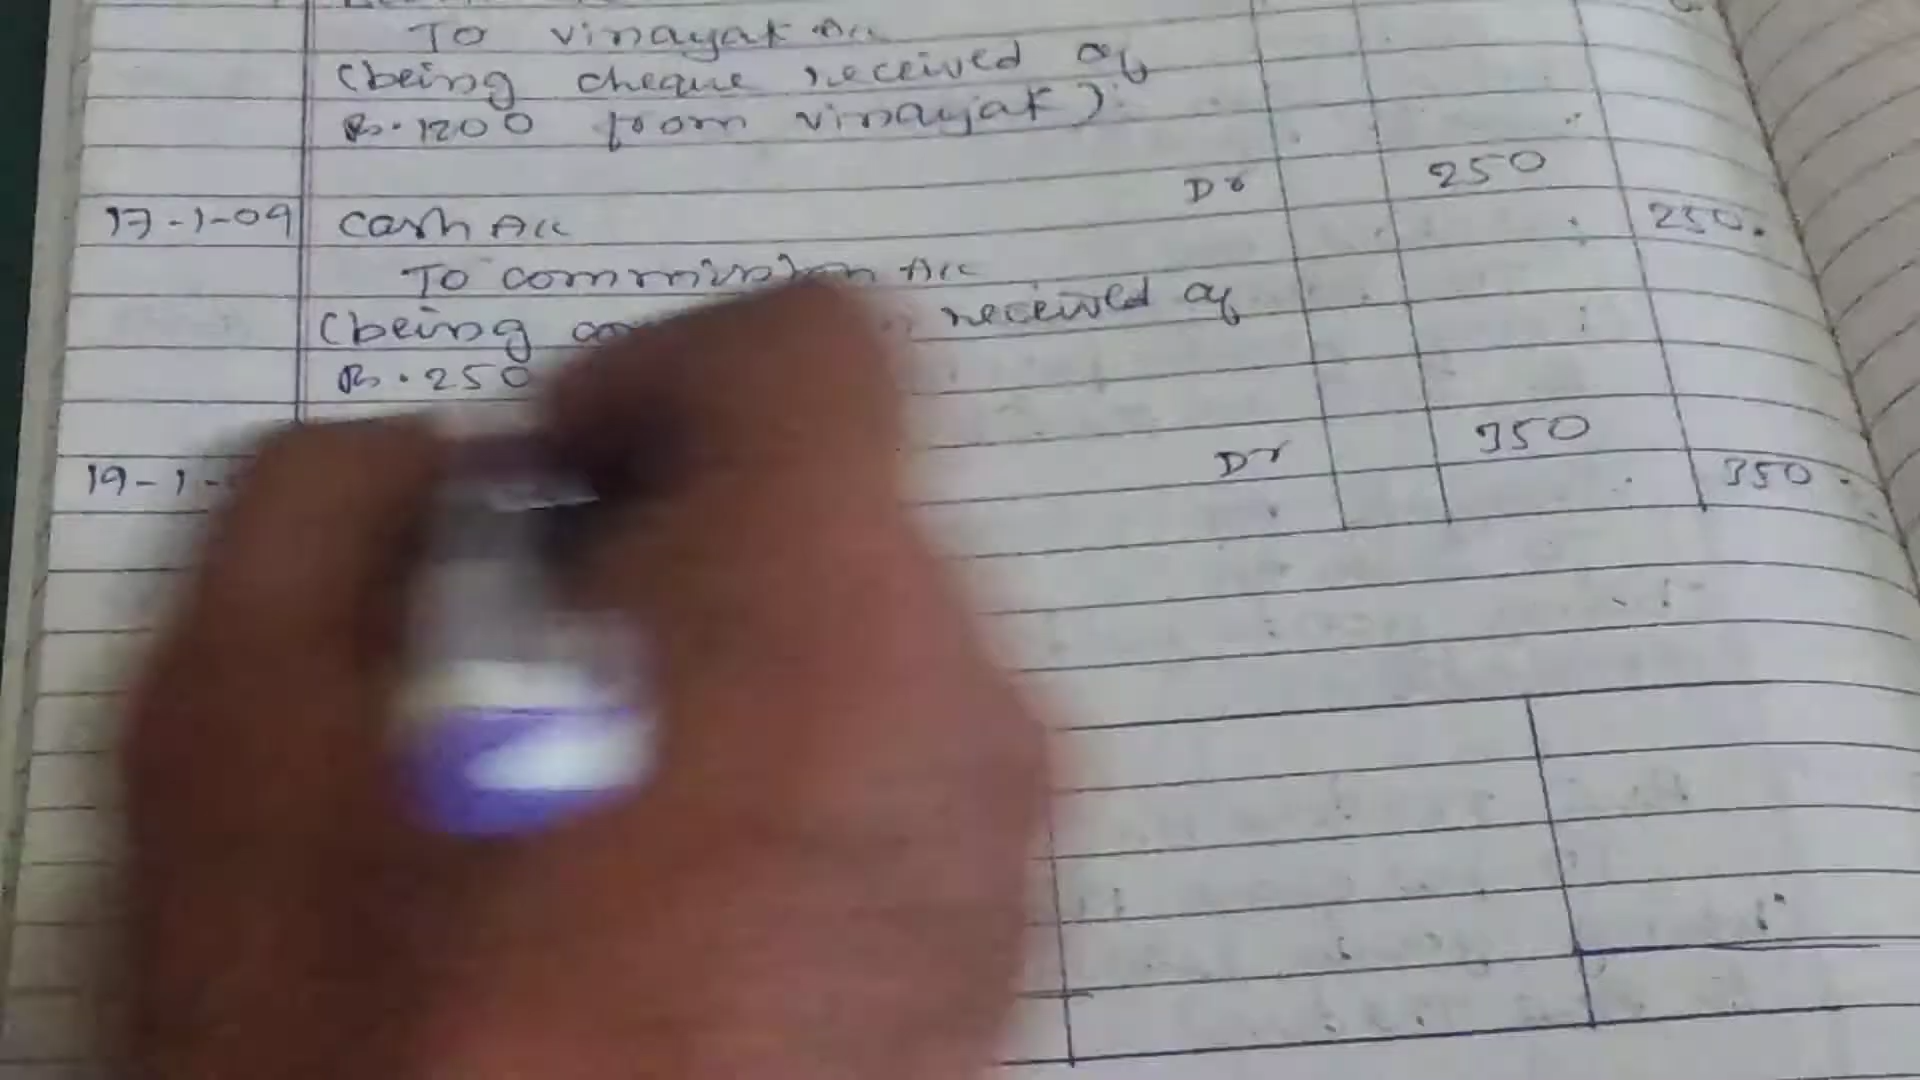 To vinayak A/c
(being cheque received of
Rs. 1200 from vinayak)
17-1-09 Cash A/c Dr 250
To commission A/c 250.
(being received of
Rs. 250
19-1- Dr 350
350.